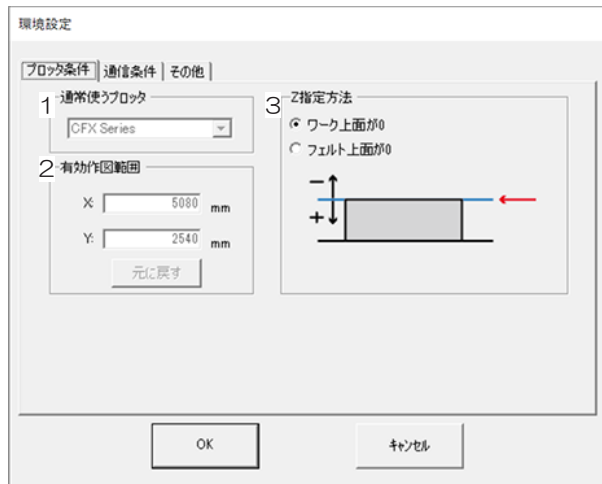 環境設定
プロッタ条件 通信条件 その他
1 通常使うプロッタ
CFX Series
2 有効作図範囲
X: 5080 mm
Y: 2540 mm
元に戻す
3 Z指定方法
ワーク上面が0
フェルト上面が0
−
+
OK
キャンセル